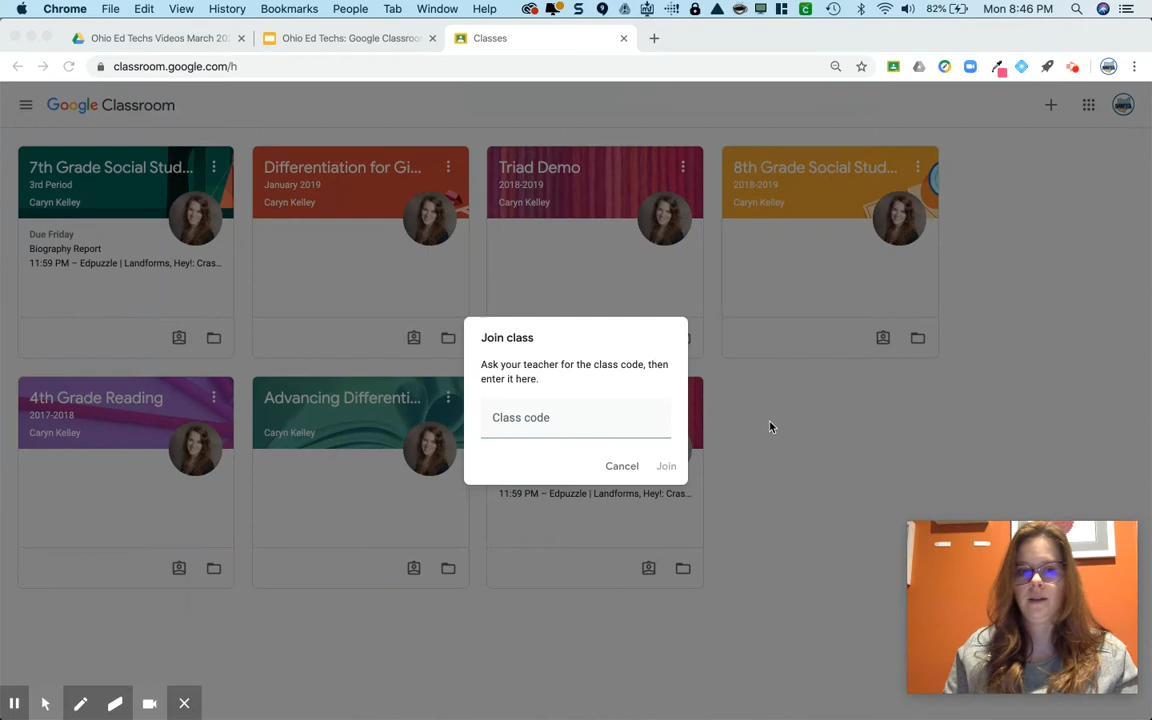 Chrome File Edit View History Bookmarks People Tab Window Help
82% Mon 8:46 PM
Ohio Ed Techs Videos March 202
Ohio Ed Techs: Google Classroom
Classes
classroom.google.com/h
Google Classroom
7th Grade Social Stud...
3rd Period
Caryn Kelley
Due Friday
Biography Report
11:59 PM – Edpuzzle | Landforms, Hey!: Cras...
Differentiation for Gi...
January 2019
Caryn Kelley
Triad Demo
2018-2019
Caryn Kelley
8th Grade Social Stud...
2018-2019
Caryn Kelley
4th Grade Reading
2017-2018
Caryn Kelley
Advancing Differenti...
Caryn Kelley
11:59 PM – Edpuzzle | Landforms, Hey!: Cras...
Join class
Ask your teacher for the class code, then
enter it here.
Class code
Cancel Join